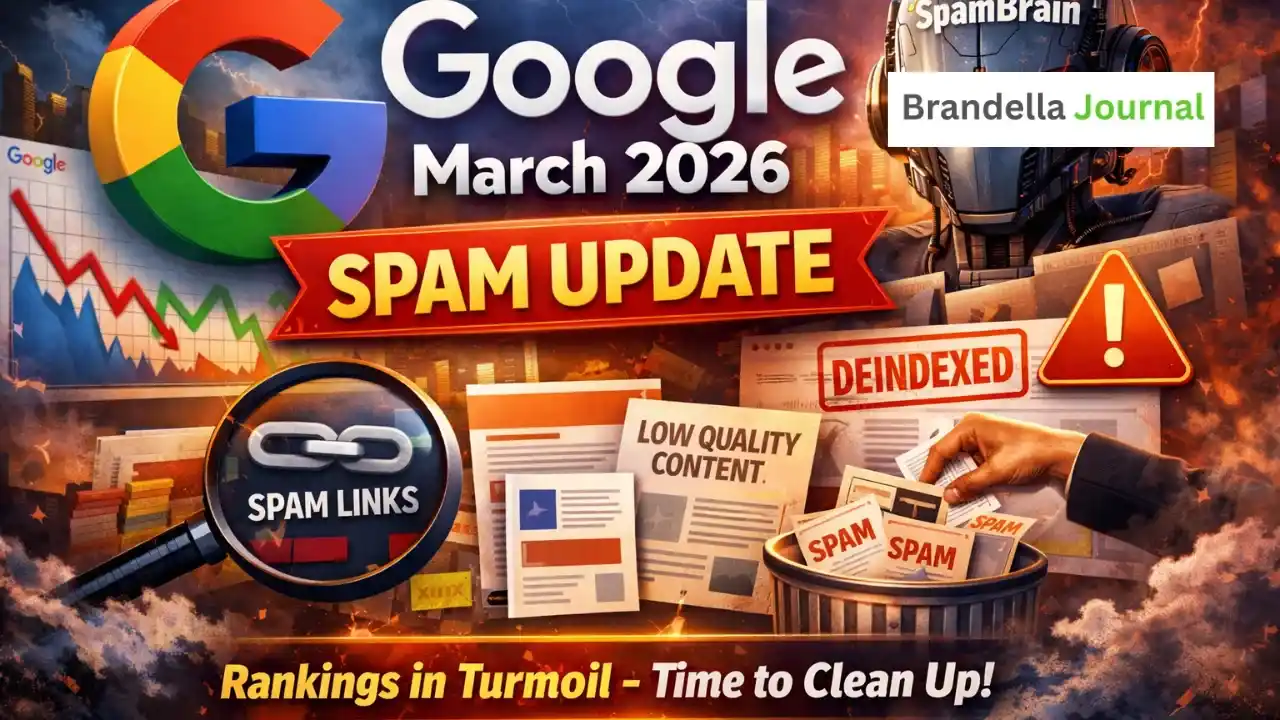 Google
SpamBrain
Brandella Journal
March 2026
Google
SPAM UPDATE
DEINDEXED
LOW QUALITY
CONTENT.
SPAM LINKS
SPAM
SPAM
SPAM
Rankings in Turmoil - Time to Clean Up!